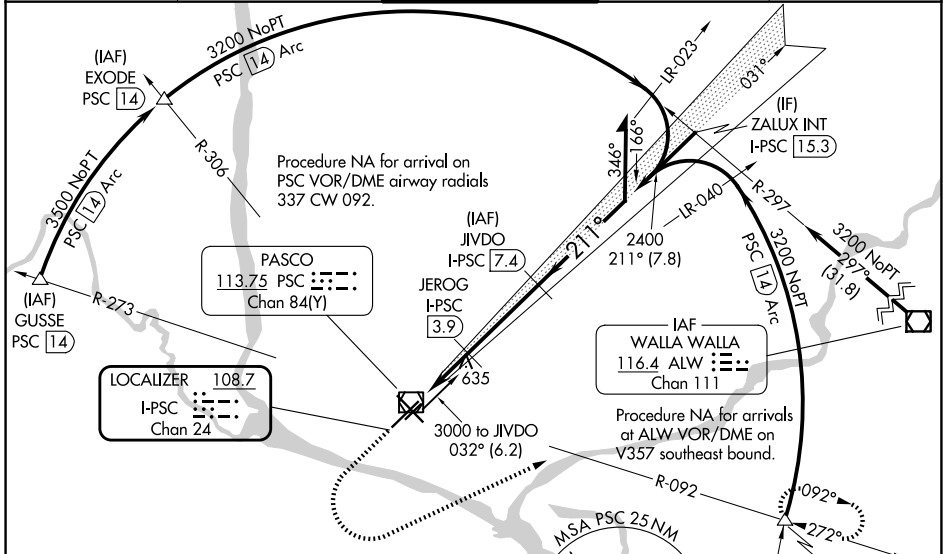 3200 NoPT
PSC 14 Arc
(IAF)
EXODE
PSC 14
LR-023
031°
(IF)
ZALUX INT
I-PSC 15.3
R-306
Procedure NA for arrival on
PSC VOR/DME airway radials
337 CW 092.
346°
166°
3500 NoPT
PSC 14 Arc
(IAF)
JIVDO
I-PSC 7.4
211°
LR-040
R-297
2400
211° (7.8)
3200 NoPT
297°
(31.8)
3200 NoPT
PSC 14 Arc
PASCO
113.75 PSC
Chan 84(Y)
JEROG
I-PSC
3.9
(IAF)
GUSSE
PSC 14
R-273
IAF
WALLA WALLA
116.4 ALW
Chan 111
LOCALIZER 108.7
I-PSC
Chan 24
635
3000 to JIVDO
032° (6.2)
Procedure NA for arrivals
at ALW VOR/DME on
V357 southeast bound.
R-092
092°
272°
MSA PSC 25 NM